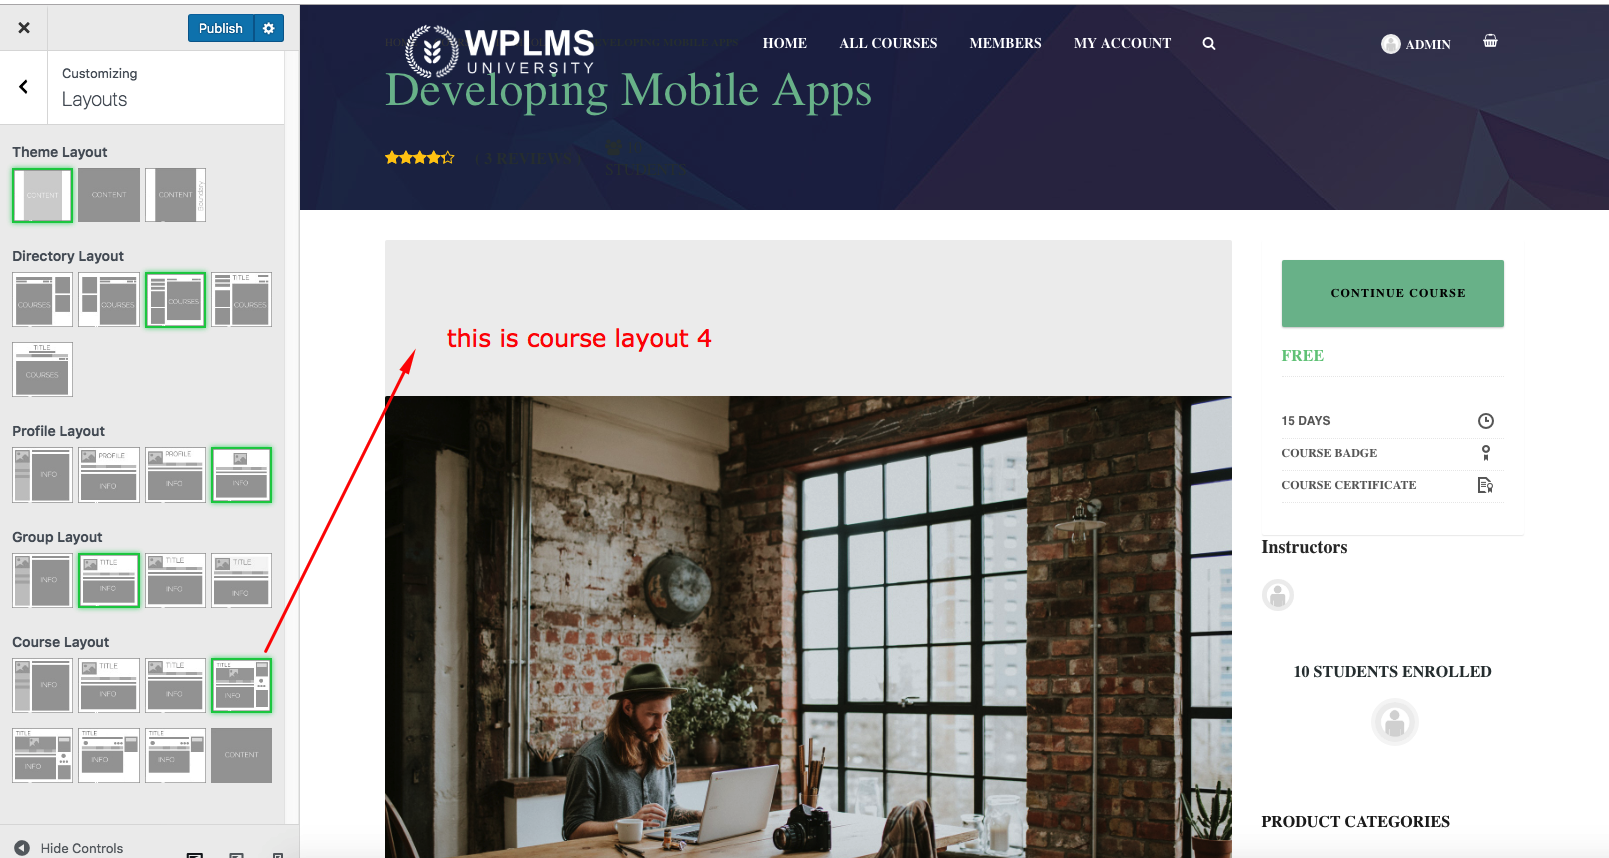 Publish
Customizing
Layouts
Theme Layout
CONTENT
CONTENT
CONTENT
Boundary
Directory Layout
COURSES
COURSES
COURSES
TITLE
COURSES
TITLE
COURSES
Profile Layout
INFO
PROFILE
INFO
PROFILE
INFO
INFO
Group Layout
INFO
TITLE
INFO
TITLE
INFO
TITLE
INFO
Course Layout
INFO
TITLE
INFO
TITLE
INFO
TITLE
INFO
TITLE
INFO
TITLE
INFO
TITLE
INFO
CONTENT
Hide Controls
WPLMS
UNIVERSITY
HOME
ALL COURSES
MEMBERS
MY ACCOUNT
ADMIN
DEVELOPING MOBILE APPS
Developing Mobile Apps
( 3 REVIEWS )
STUDENTS
this is course layout 4
CONTINUE COURSE
FREE
15 DAYS
COURSE BADGE
COURSE CERTIFICATE
Instructors
10 STUDENTS ENROLLED
PRODUCT CATEGORIES